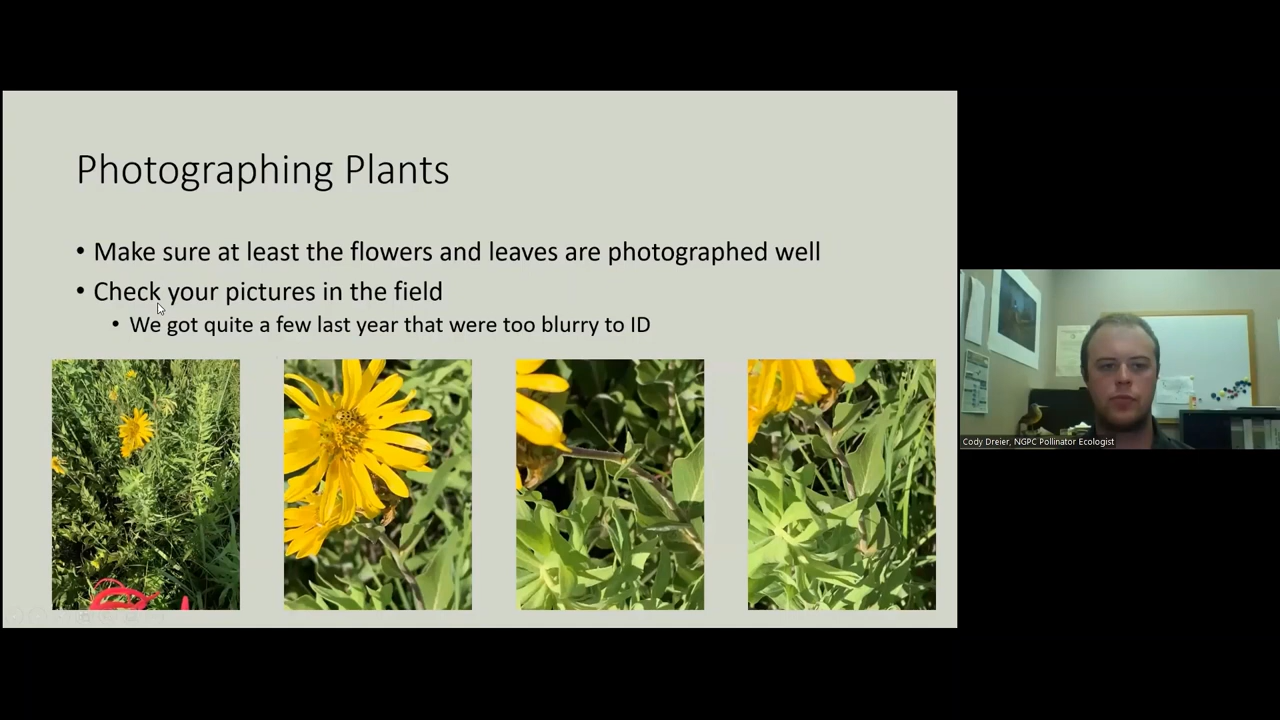 Photographing Plants
• Make sure at least the flowers and leaves are photographed well
• Check your pictures in the field
• We got quite a few last year that were too blurry to ID
Cody Dreier, NGPC Pollinator Ecologist